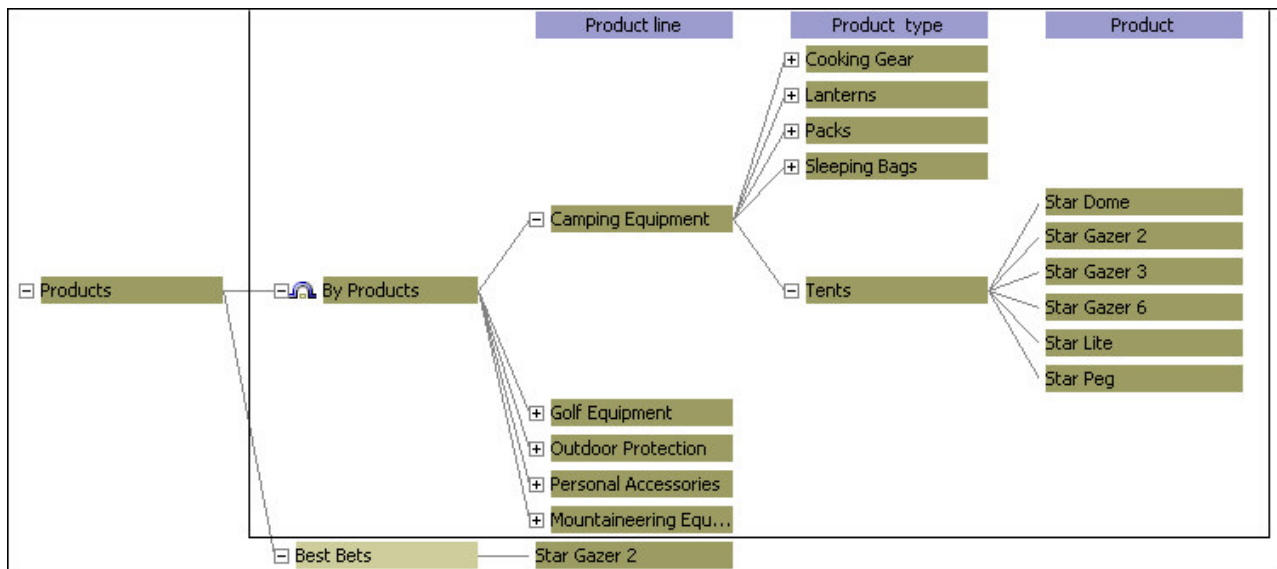 Product line
Product type
Product
Cooking Gear
Lanterns
Packs
Sleeping Bags
Star Dome
Camping Equipment
Star Gazer 2
Star Gazer 3
Products
By Products
Tents
Star Gazer 6
Star Lite
Star Peg
Golf Equipment
Outdoor Protection
Personal Accessories
Mountaineering Equ...
Best Bets
Star Gazer 2